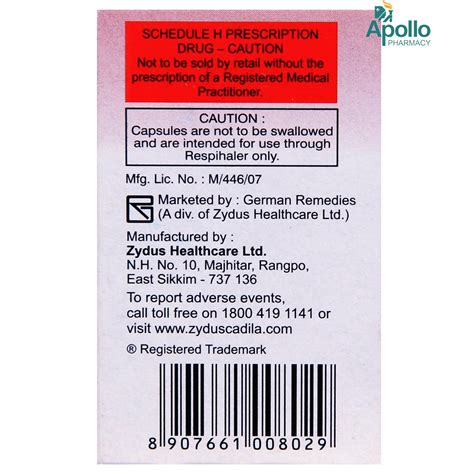 Apollo
PHARMACY
SCHEDULE H PRESCRIPTION
DRUG – CAUTION
Not to be sold by retail without the
prescription of a Registered Medical
Practitioner.
CAUTION :
Capsules are not to be swallowed
and are intended for use through
Respihaler only.
Mfg. Lic. No. : M/446/07
Marketed by : German Remedies
(A div. of Zydus Healthcare Ltd.)
Manufactured by :
Zydus Healthcare Ltd.
N.H. No. 10, Majhitar, Rangpo,
East Sikkim - 737 136
To report adverse events,
call toll free on 1800 419 1141 or
visit www.zyduscadila.com
® Registered Trademark
8 907661 008029